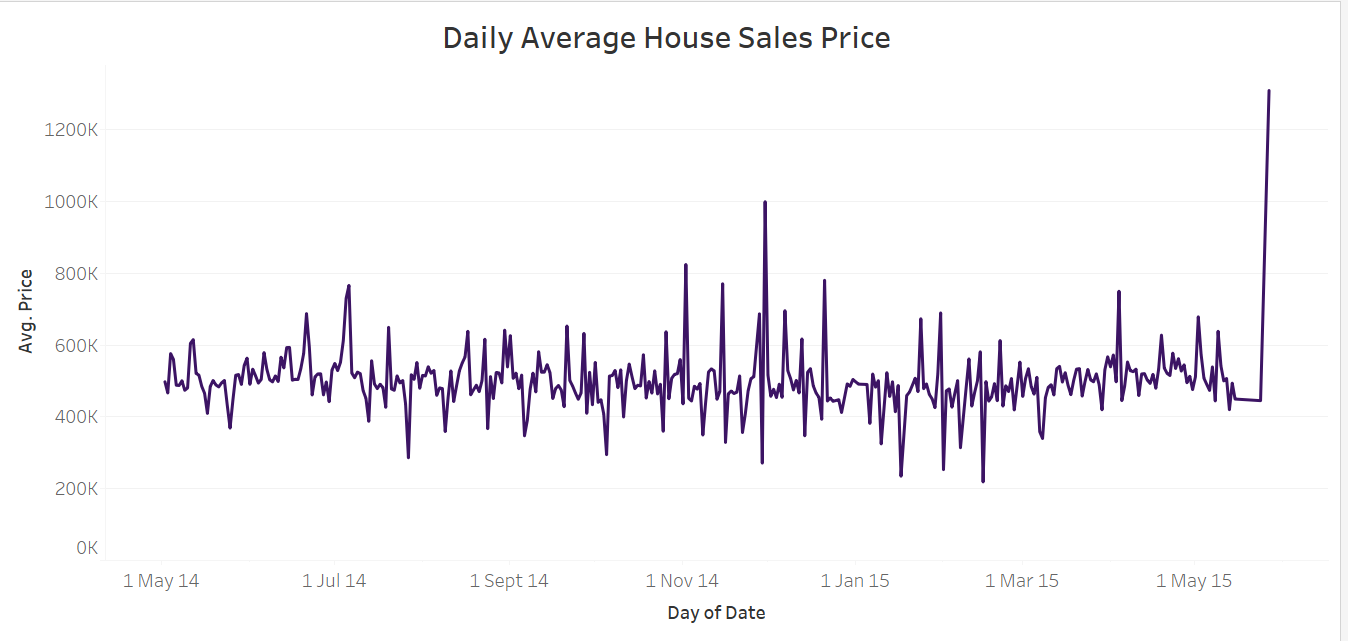 Daily Average House Sales Price
1200K
1000K
800K
600K
400K
200K
0K
Avg. Price
1 May 14 1 Jul 14 1 Sept 14 1 Nov 14 1 Jan 15 1 Mar 15 1 May 15
Day of Date